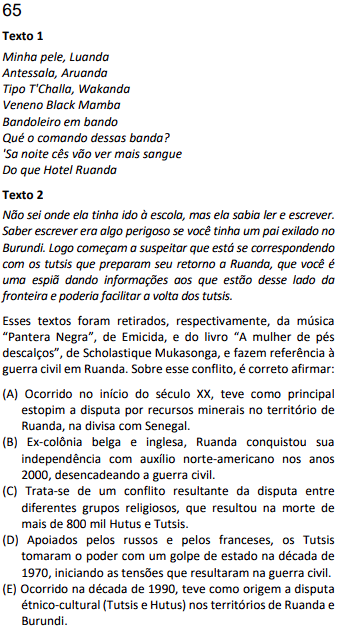 65
Texto 1
Minha pele, Luanda
Antessala, Aruanda
Tipo T'Challa, Wakanda
Veneno Black Mamba
Bandoleiro em bando
Qué o comando dessas banda?
'Sa noite cês vão ver mais sangue
Do que Hotel Ruanda
Texto 2
Não sei onde ela tinha ido à escola, mas ela sabia ler e escrever.
Saber escrever era algo perigoso se você tinha um pai exilado no
Burundi. Logo começam a suspeitar que está se correspondendo
com os tutsis que preparam seu retorno a Ruanda, que você é
uma espiã dando informações aos que estão desse lado da
fronteira e poderia facilitar a volta dos tutsis.
Esses textos foram retirados, respectivamente, da música
“Pantera Negra”, de Emicida, e do livro “A mulher de pés
descalços”, de Scholastique Mukasonga, e fazem referência à
guerra civil em Ruanda. Sobre esse conflito, é correto afirmar:
(A) Ocorrido no início do século XX, teve como principal
estopim a disputa por recursos minerais no território de
Ruanda, na divisa com Senegal.
(B) Ex-colônia belga e inglesa, Ruanda conquistou sua
independência com auxílio norte-americano nos anos
2000, desencadeando a guerra civil.
(C) Trata-se de um conflito resultante da disputa entre
diferentes grupos religiosos, que resultou na morte de
mais de 800 mil Hutus e Tutsis.
(D) Apoiados pelos russos e pelos franceses, os Tutsis
tomaram o poder com um golpe de estado na década de
1970, iniciando as tensões que resultaram na guerra civil.
(E) Ocorrido na década de 1990, teve como origem a disputa
étnico-cultural (Tutsis e Hutus) nos territórios de Ruanda e
Burundi.